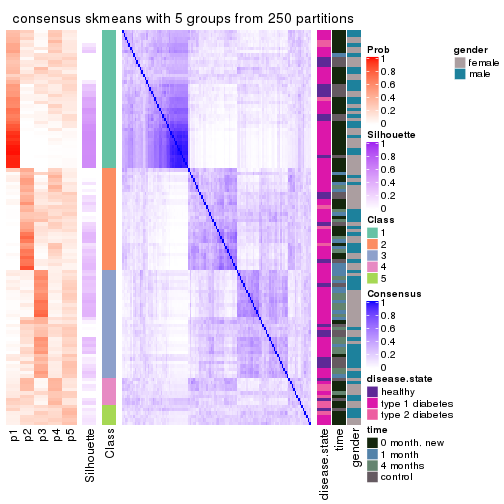 consensus skmeans with 5 groups from 250 partitions
Prob
1
0.8
0.6
0.4
0.2
0
gender
female
male
Silhouette
1
0.8
0.6
0.4
0.2
0
Class
1
2
3
4
5
Consensus
1
0.8
0.6
0.4
0.2
0
disease.state
healthy
type 1 diabetes
type 2 diabetes
time
0 month. new
1 month
4 months
control
p1
p2
p3
p4
p5
Silhouette
Class
disease.state
time
gender